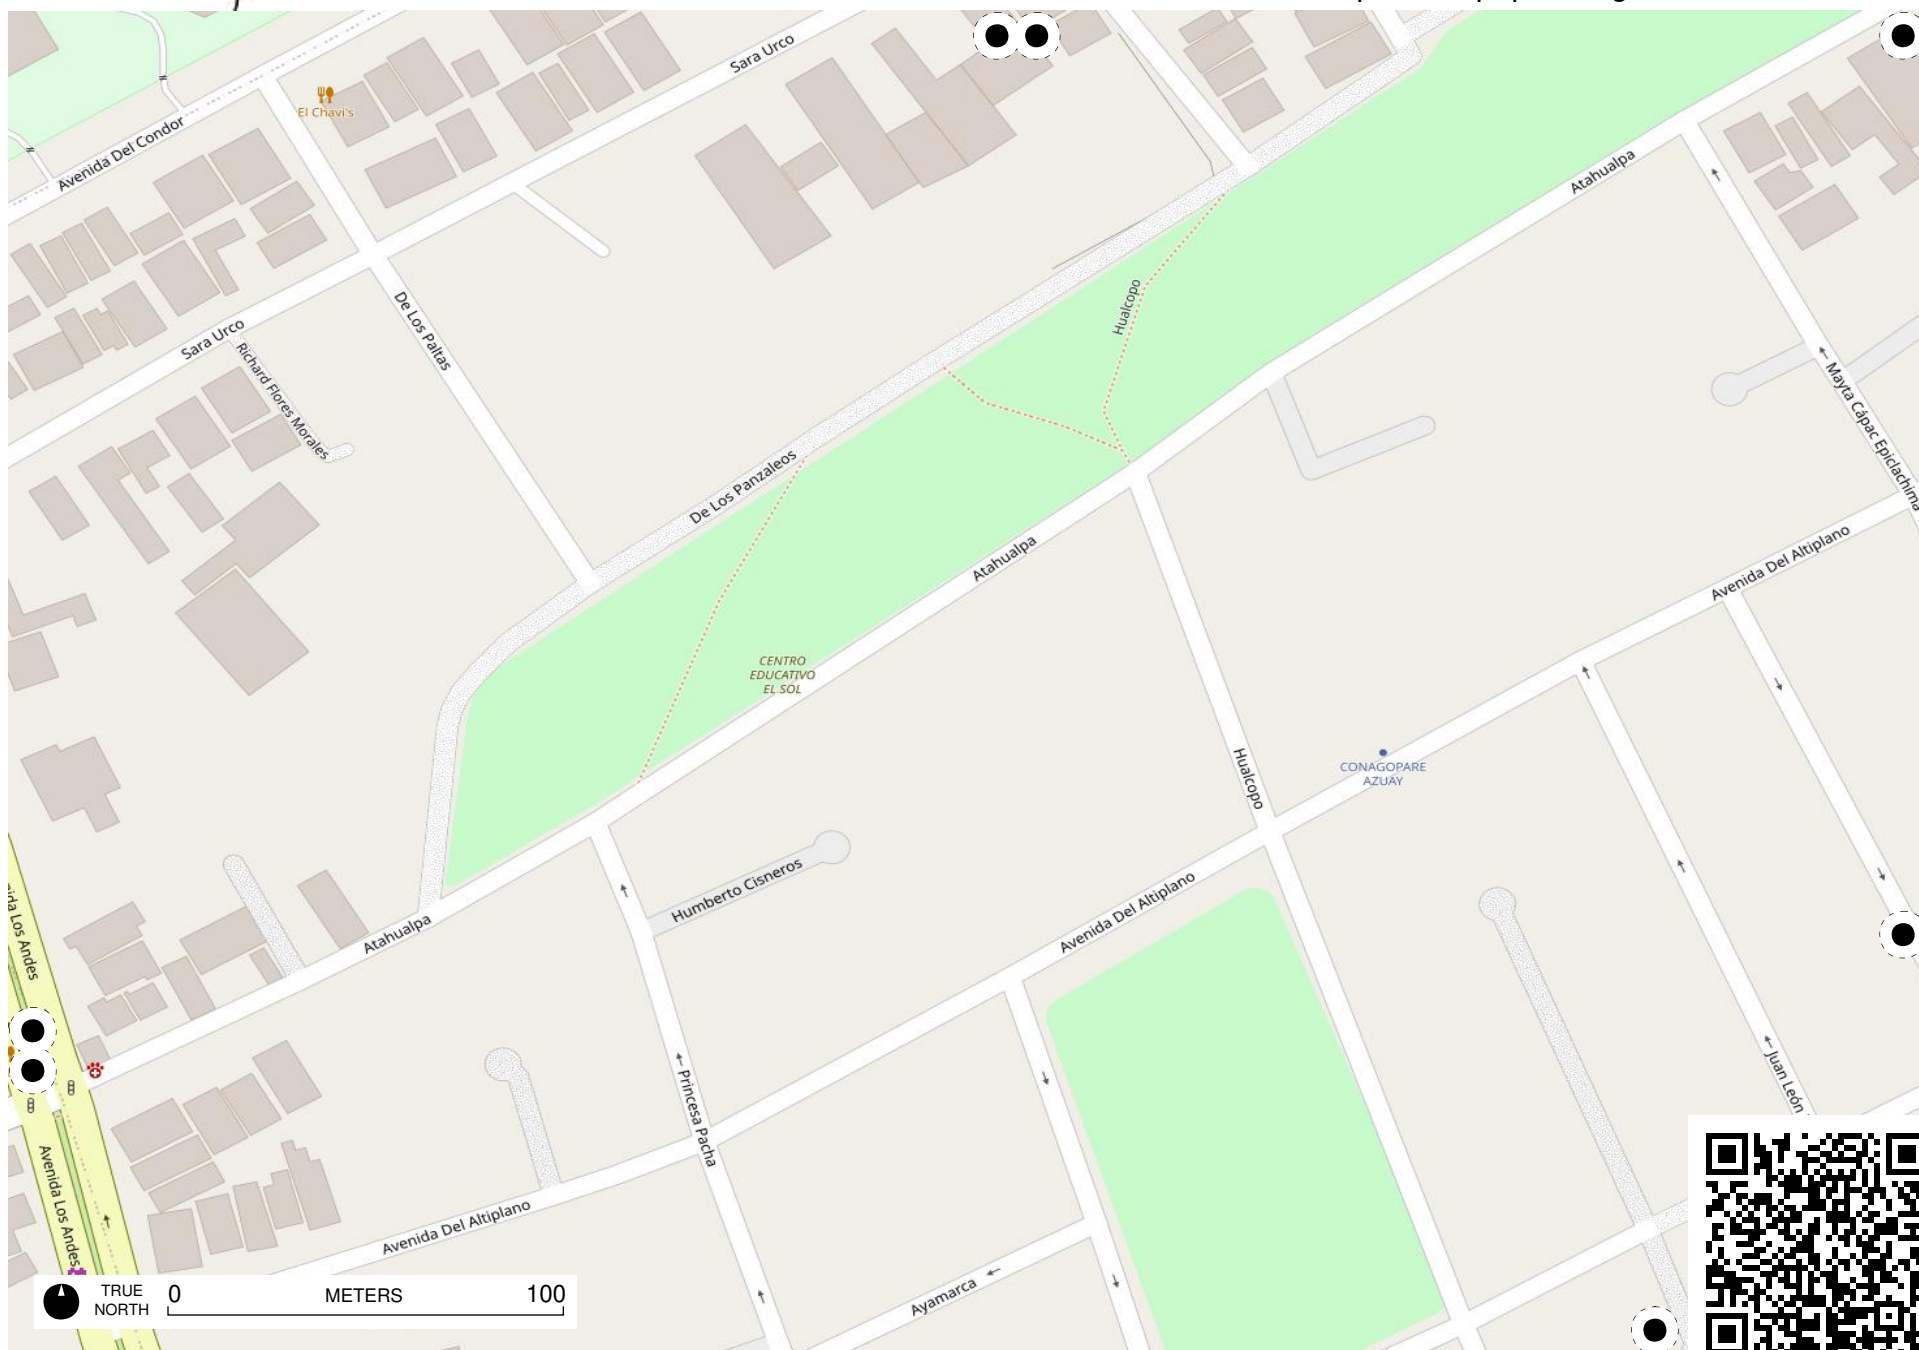 Sara Urco
El Chavi's
Avenida Del Condor
Atahualpa
Hualcopo
De Los Paltas
Sara Urco
Richard Flores Morales
Mayta Cápac Epiclachima
De Los Panzaleos
Atahualpa
Avenida Del Altiplano
CENTRO
EDUCATIVO
EL SOL
Hualcopo
CONAGOPARE
AZUAY
Humberto Cisneros
Avenida Del Altiplano
Atahualpa
nida Los Andes
Princesa Pacha
Juan León
Avenida Los Andes
Avenida Del Altiplano
Ayamarca
TRUE
NORTH
0 METERS 100